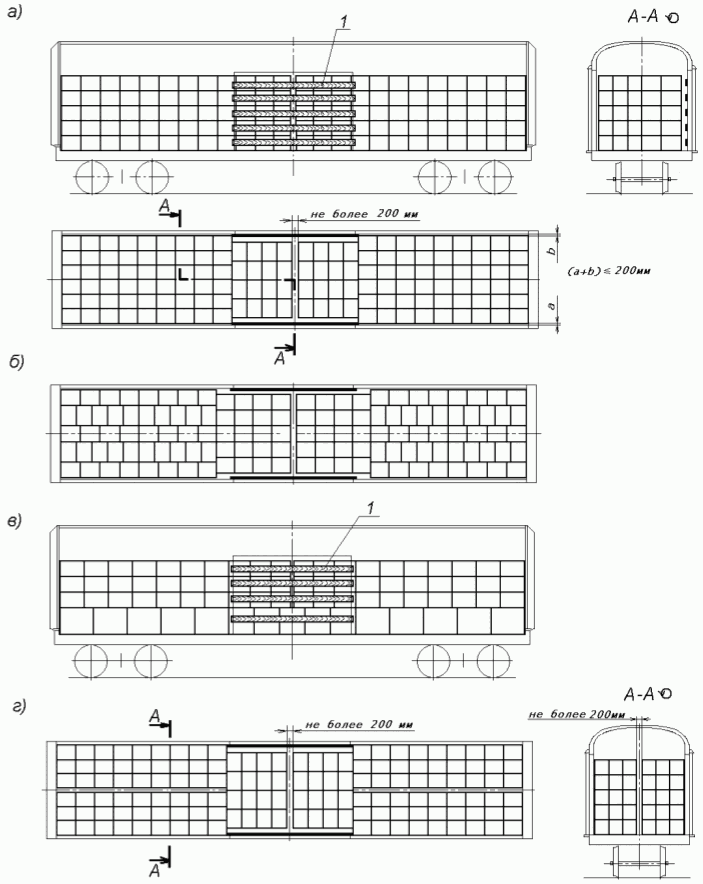 а)
1
А-А
А
не более 200 мм
b
(a+b)≤200мм
a
А
б)
в)
1
г)
А
не более 200 мм
А-А
не более 200мм
А